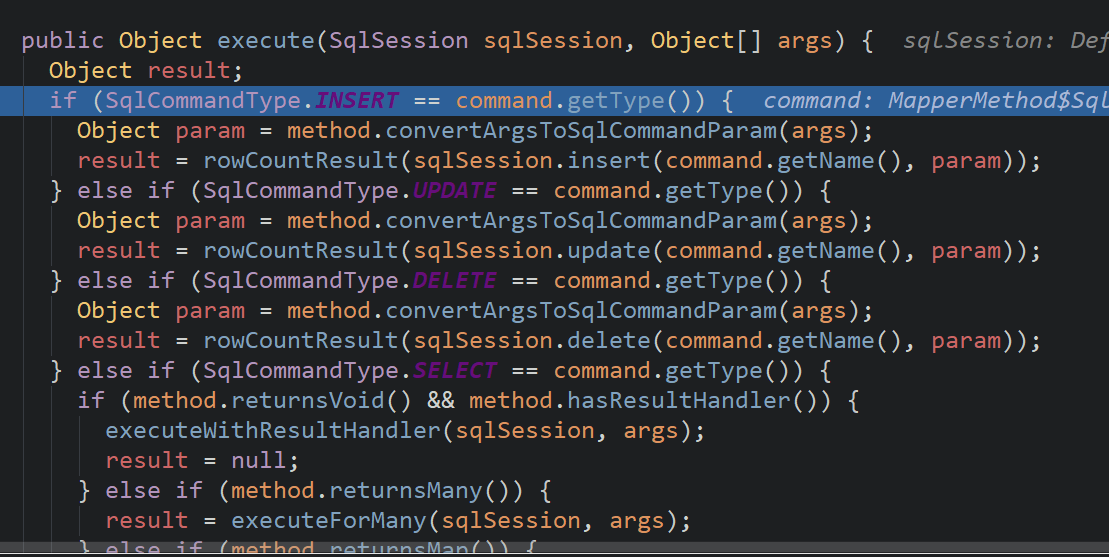 public Object execute(SqlSession sqlSession, Object[] args) {  sqlSession: Def
Object result;
if (SqlCommandType.INSERT == command.getType()) {  command: MapperMethod$Sql
Object param = method.convertArgsToSqlCommandParam(args);
result = rowCountResult(sqlSession.insert(command.getName(), param));
} else if (SqlCommandType.UPDATE == command.getType()) {
Object param = method.convertArgsToSqlCommandParam(args);
result = rowCountResult(sqlSession.update(command.getName(), param));
} else if (SqlCommandType.DELETE == command.getType()) {
Object param = method.convertArgsToSqlCommandParam(args);
result = rowCountResult(sqlSession.delete(command.getName(), param));
} else if (SqlCommandType.SELECT == command.getType()) {
if (method.returnsVoid() && method.hasResultHandler()) {
executeWithResultHandler(sqlSession, args);
result = null;
} else if (method.returnsMany()) {
result = executeForMany(sqlSession, args);
} else if (method.returnsMap()) {